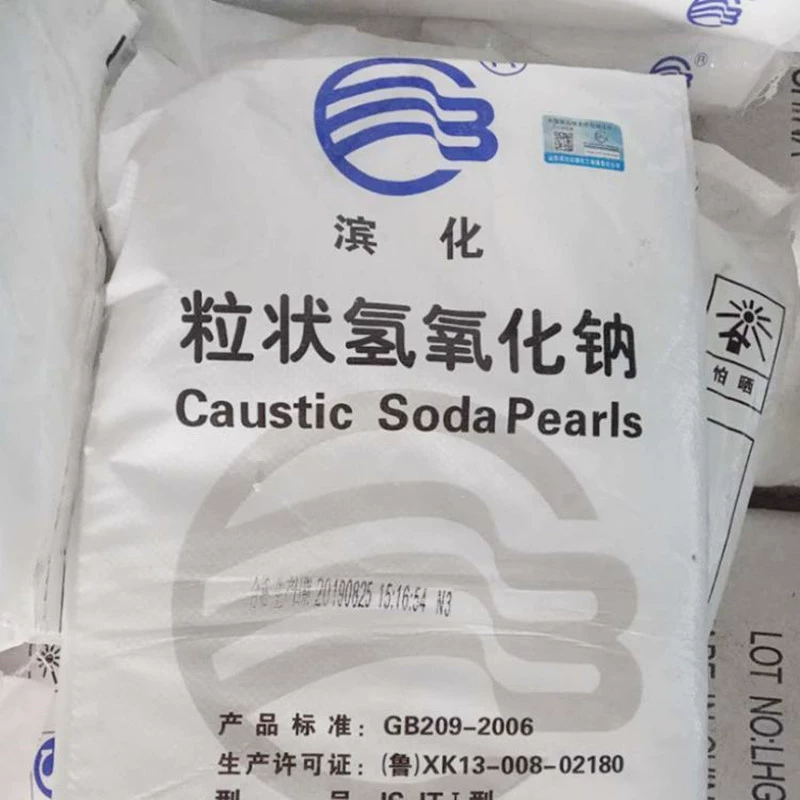 滨化
粒状氢氧化钠
Caustic Soda Pearls
20190825 15:16:54 N3
产品标准：GB209-2006
生产许可证：(鲁)XK13-008-02180
怕晒
LOT NO:LHG